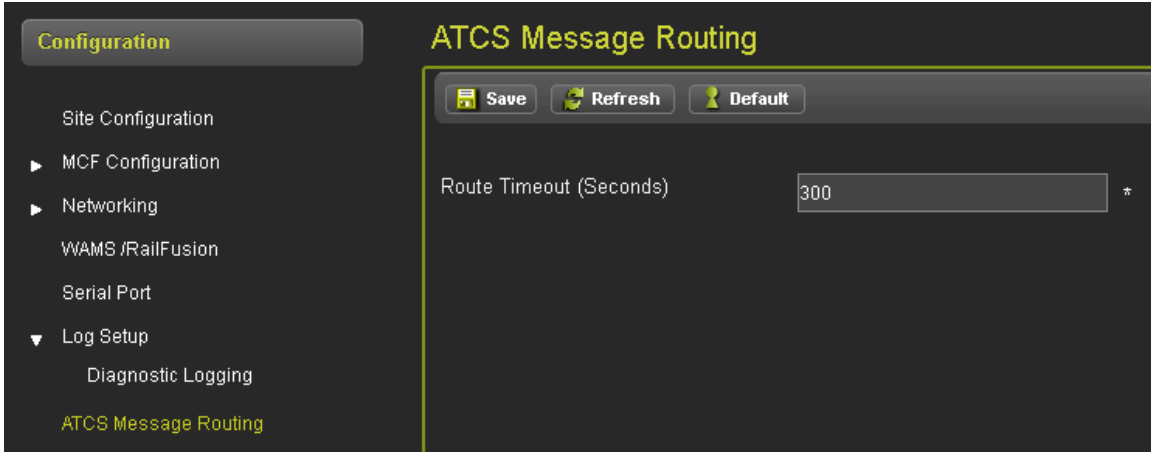 Configuration
Site Configuration
MCF Configuration
Networking
WAMS /RailFusion
Serial Port
Log Setup
Diagnostic Logging
ATCS Message Routing
ATCS Message Routing
Save Refresh Default
Route Timeout (Seconds) 300 *